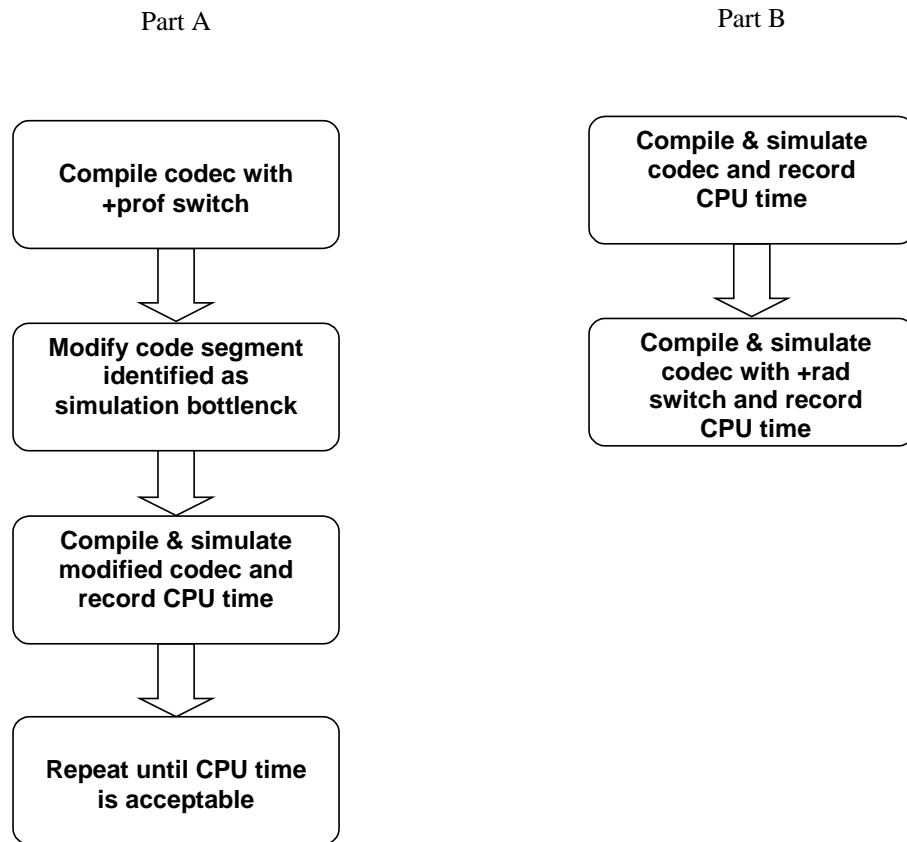 Part A
Compile codec with
+prof switch
Modify code segment
identified as
simulation bottlenck
Compile & simulate
modified codec and
record CPU time
Repeat until CPU time
is acceptable
Part B
Compile & simulate
codec and record
CPU time
Compile & simulate
codec with +rad
switch and record
CPU time